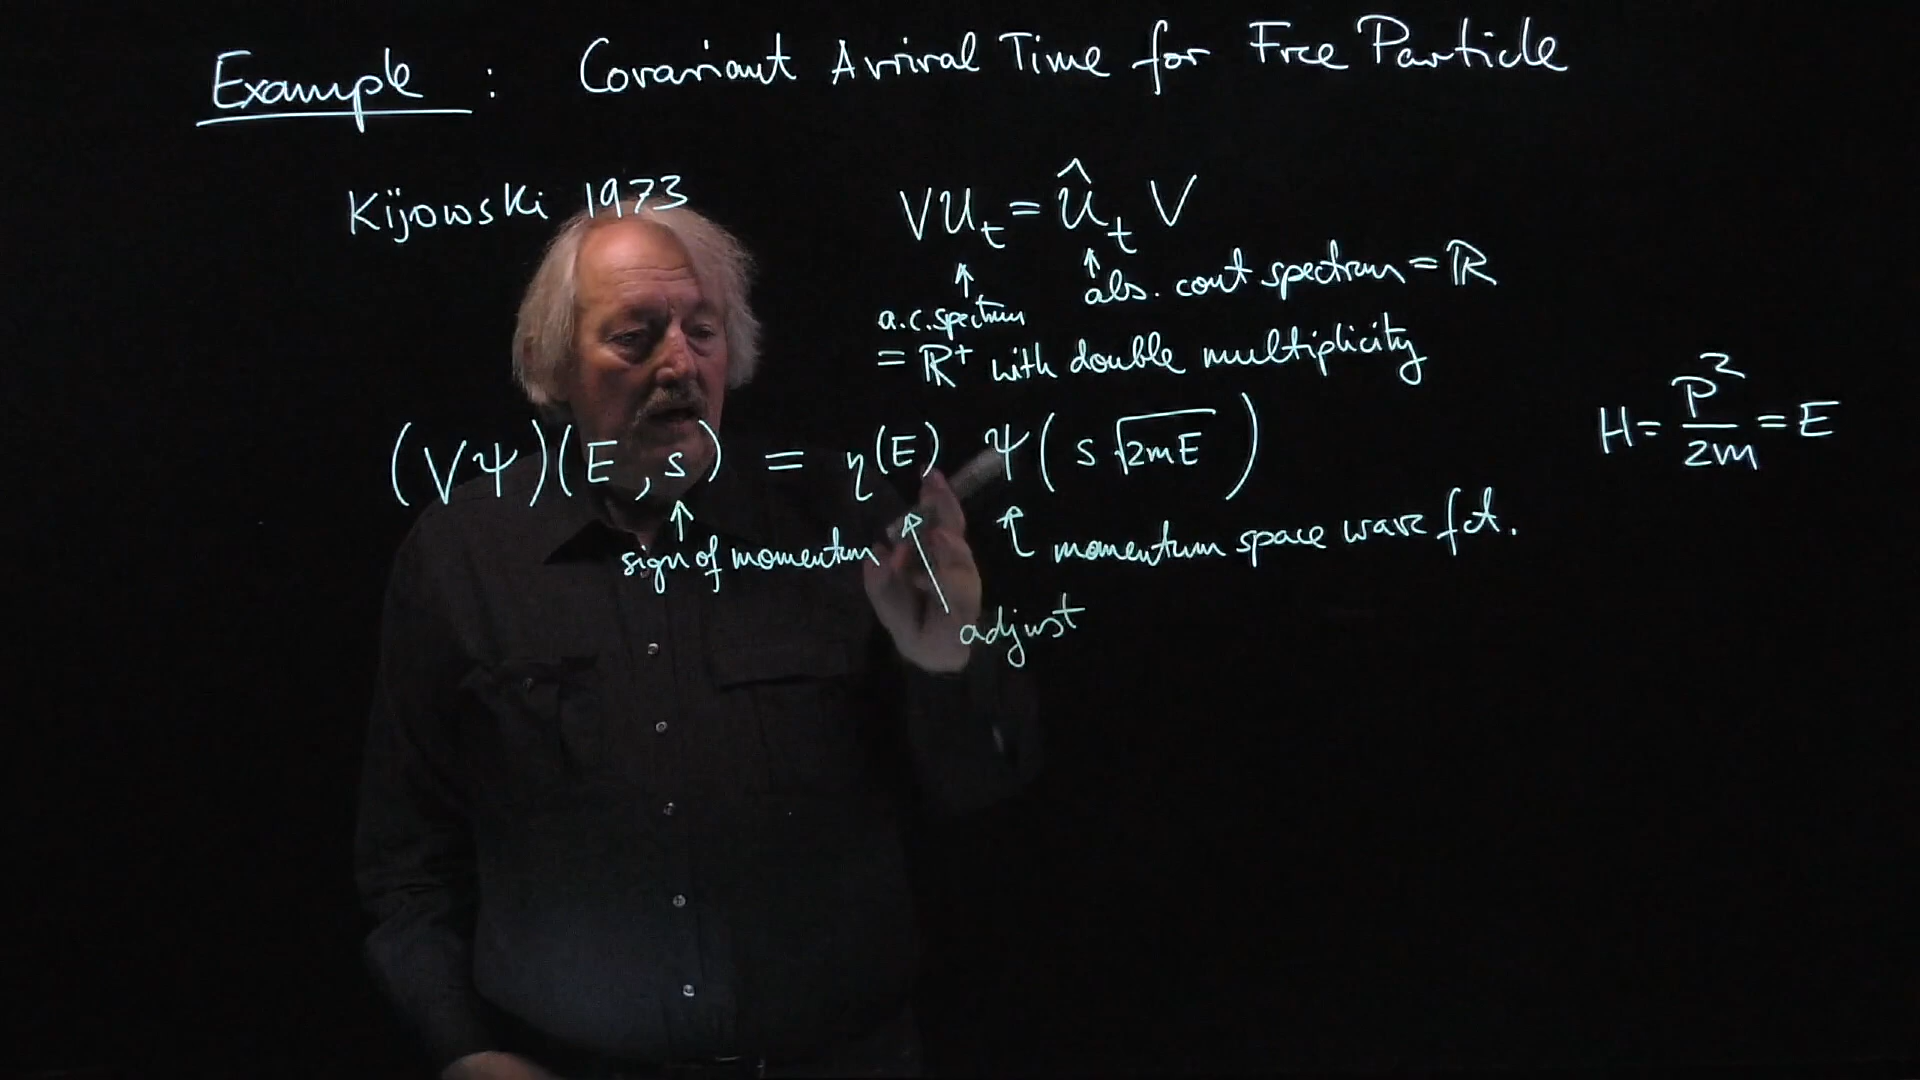 Example : Covariant Arrival Time for Free Particle
Kijowski 1973
VU_t = Û_t V
↑ ↑
abs. cont spectrum = ℝ
a.c. spectrum
= ℝ⁺ with double multiplicity
H = P²/2m = E
(Vψ)(E, s) = η(E) ψ(s √2mE)
↑ sign of momentum
↑ momentum space wave fct.
adjust